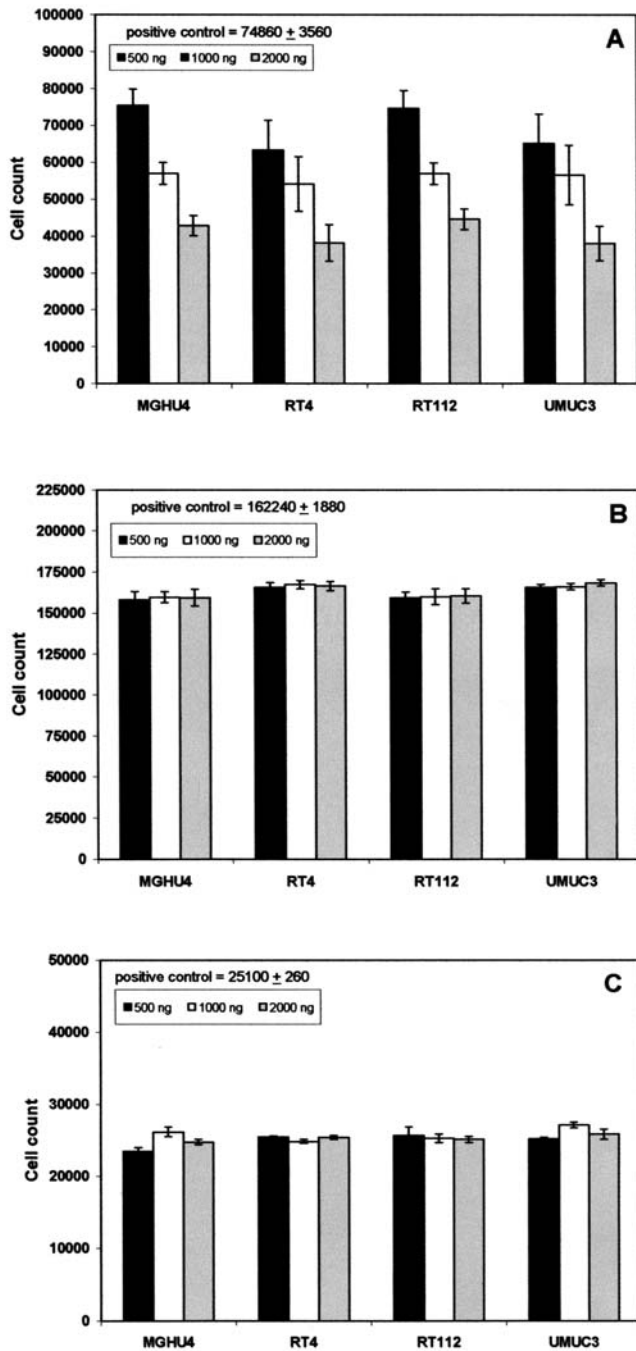 positive control = 74860 ± 3560
A
500 ng 1000 ng 2000 ng
100000
90000
80000
70000
60000
50000
40000
30000
20000
10000
0
Cell count
MGHU4 RT4 RT112 UMUC3
positive control = 162240 ± 1880
B
500 ng 1000 ng 2000 ng
225000
200000
175000
150000
125000
100000
75000
50000
25000
0
Cell count
MGHU4 RT4 RT112 UMUC3
positive control = 25100 ± 260
C
500 ng 1000 ng 2000 ng
50000
40000
30000
20000
10000
0
Cell count
MGHU4 RT4 RT112 UMUC3